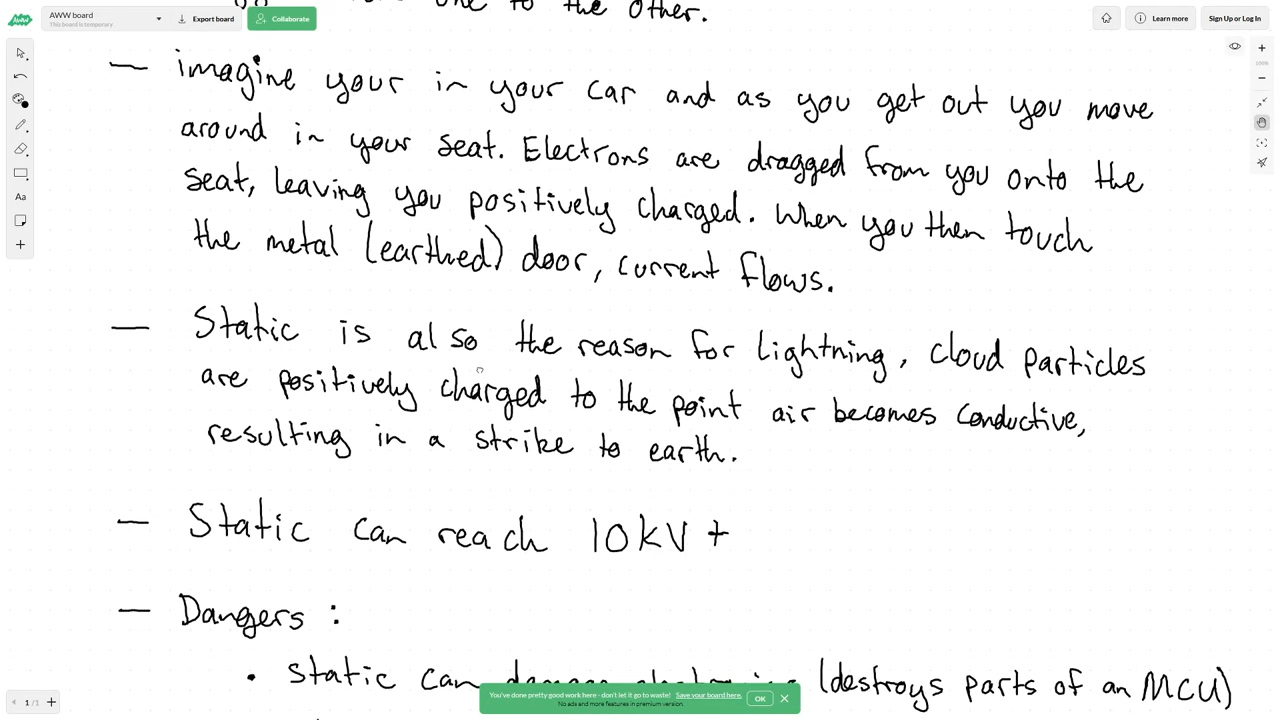 AWW board
This board is temporary
Export board
Collaborate
Learn more
Sign Up or Log In
one to the other.
— imagine your in your car and as you get out you move
around in your seat. Electrons are dragged from you onto the
seat, leaving you positively charged. When you then touch
the metal (earthed) door, current flows.
— Static is also the reason for lightning, cloud particles
are positively charged to the point air becomes conductive,
resulting in a strike to earth.
— Static can reach 10kV +
— Dangers :
• static can damage (destroys parts of an MCU)
You've done pretty good work here - don't let it go to waste! Save your board here.
No ads and more features in premium version.
OK
100%
Aa
1 / 1